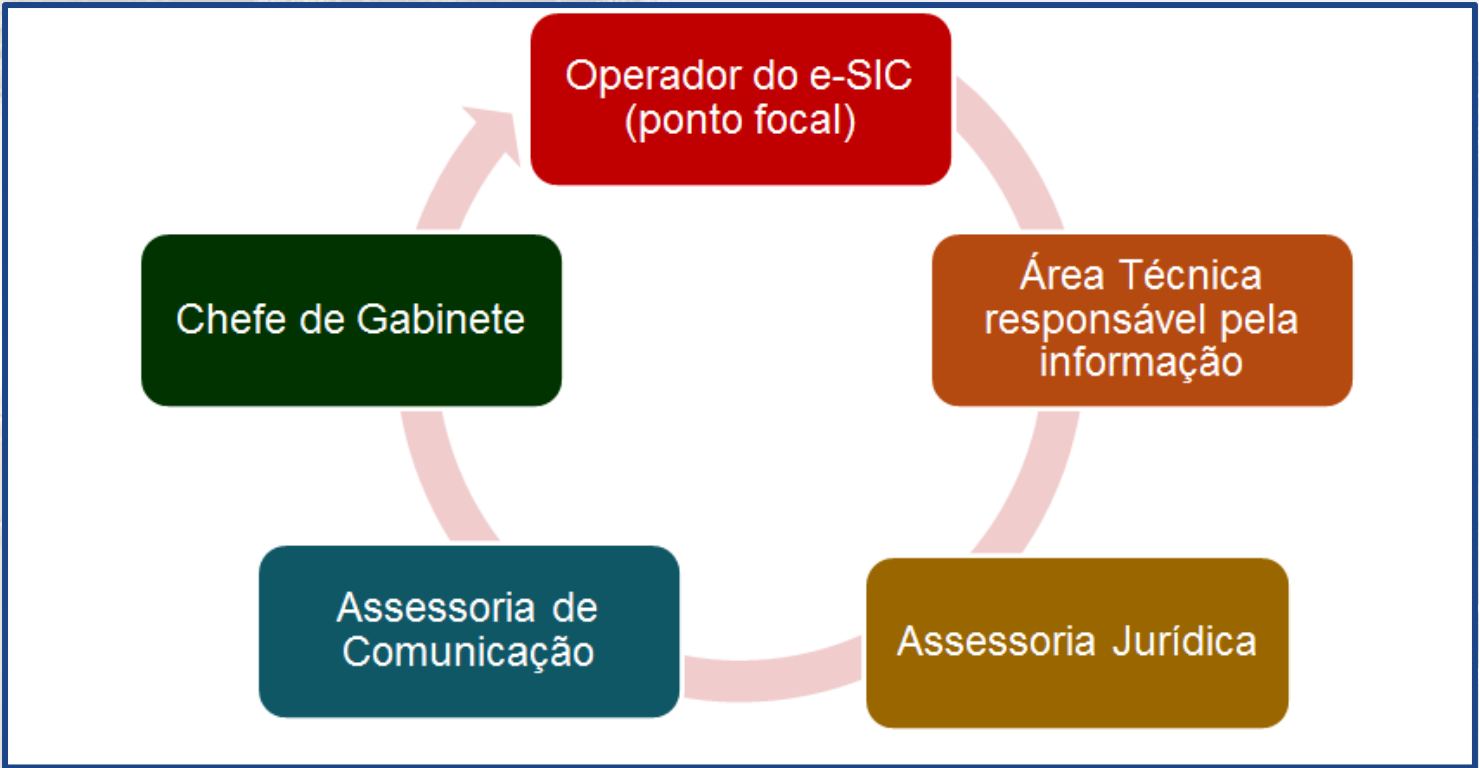 Operador do e-SIC
(ponto focal)
Área Técnica
responsável pela
informação
Assessoria Jurídica
Assessoria de
Comunicação
Chefe de Gabinete